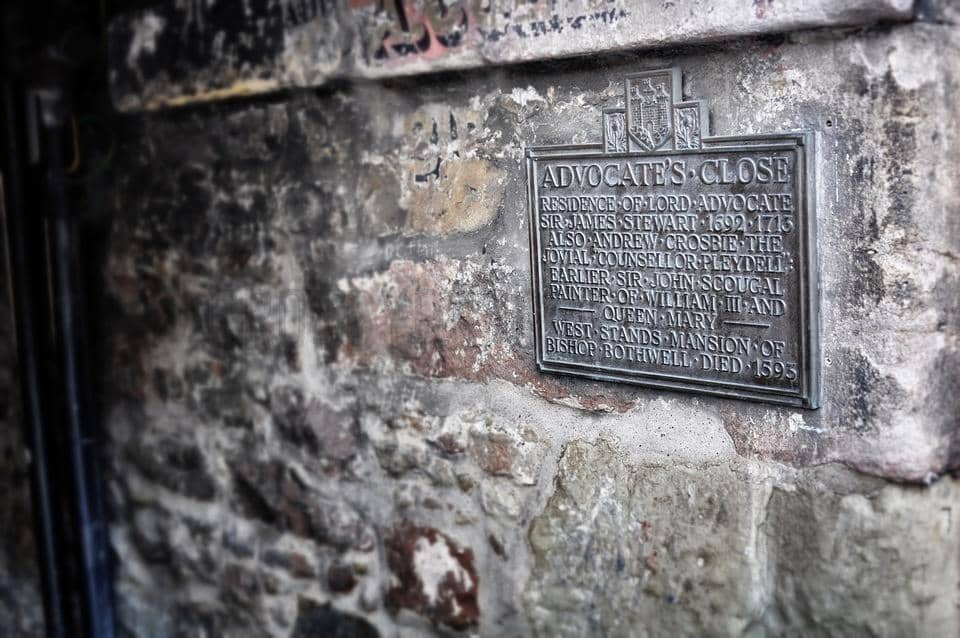 ADVOCATE'S · CLOSE
RESIDENCE · OF · LORD · ADVOCATE
SIR · JAMES · STEWART · 1692 · 1713
ALSO · ANDREW · CROSBIE · THE
JOVIAL · COUNSELLOR · PLEYDELL ·
EARLIER · SIR · JOHN · SCOUGAL
PAINTER · OF · WILLIAM · III · AND
QUEEN · MARY
WEST · STANDS · MANSION · OF
BISHOP · BOTHWELL · DIED · 1593